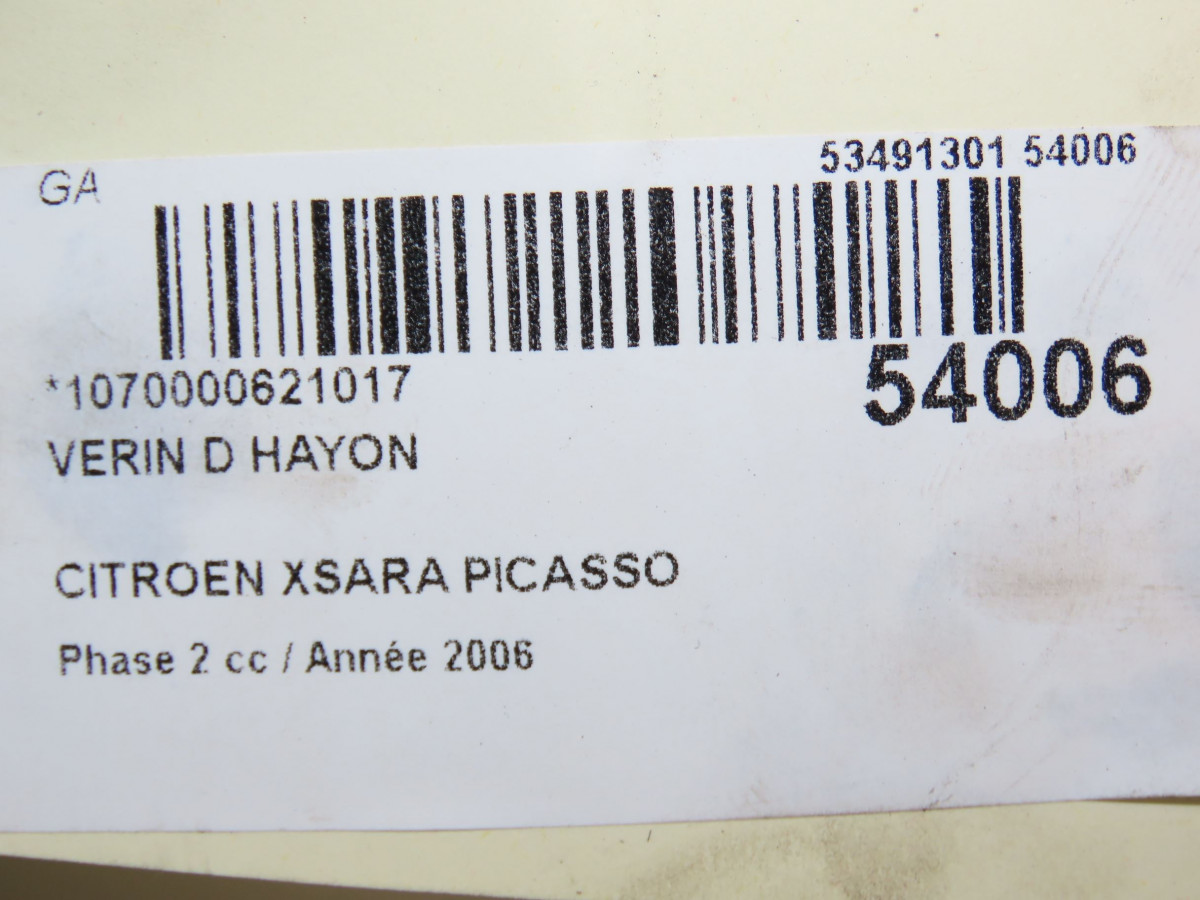 GA
53491301 54006
*1070000621017
54006
VERIN D HAYON
CITROEN XSARA PICASSO
Phase 2 cc / Année 2006